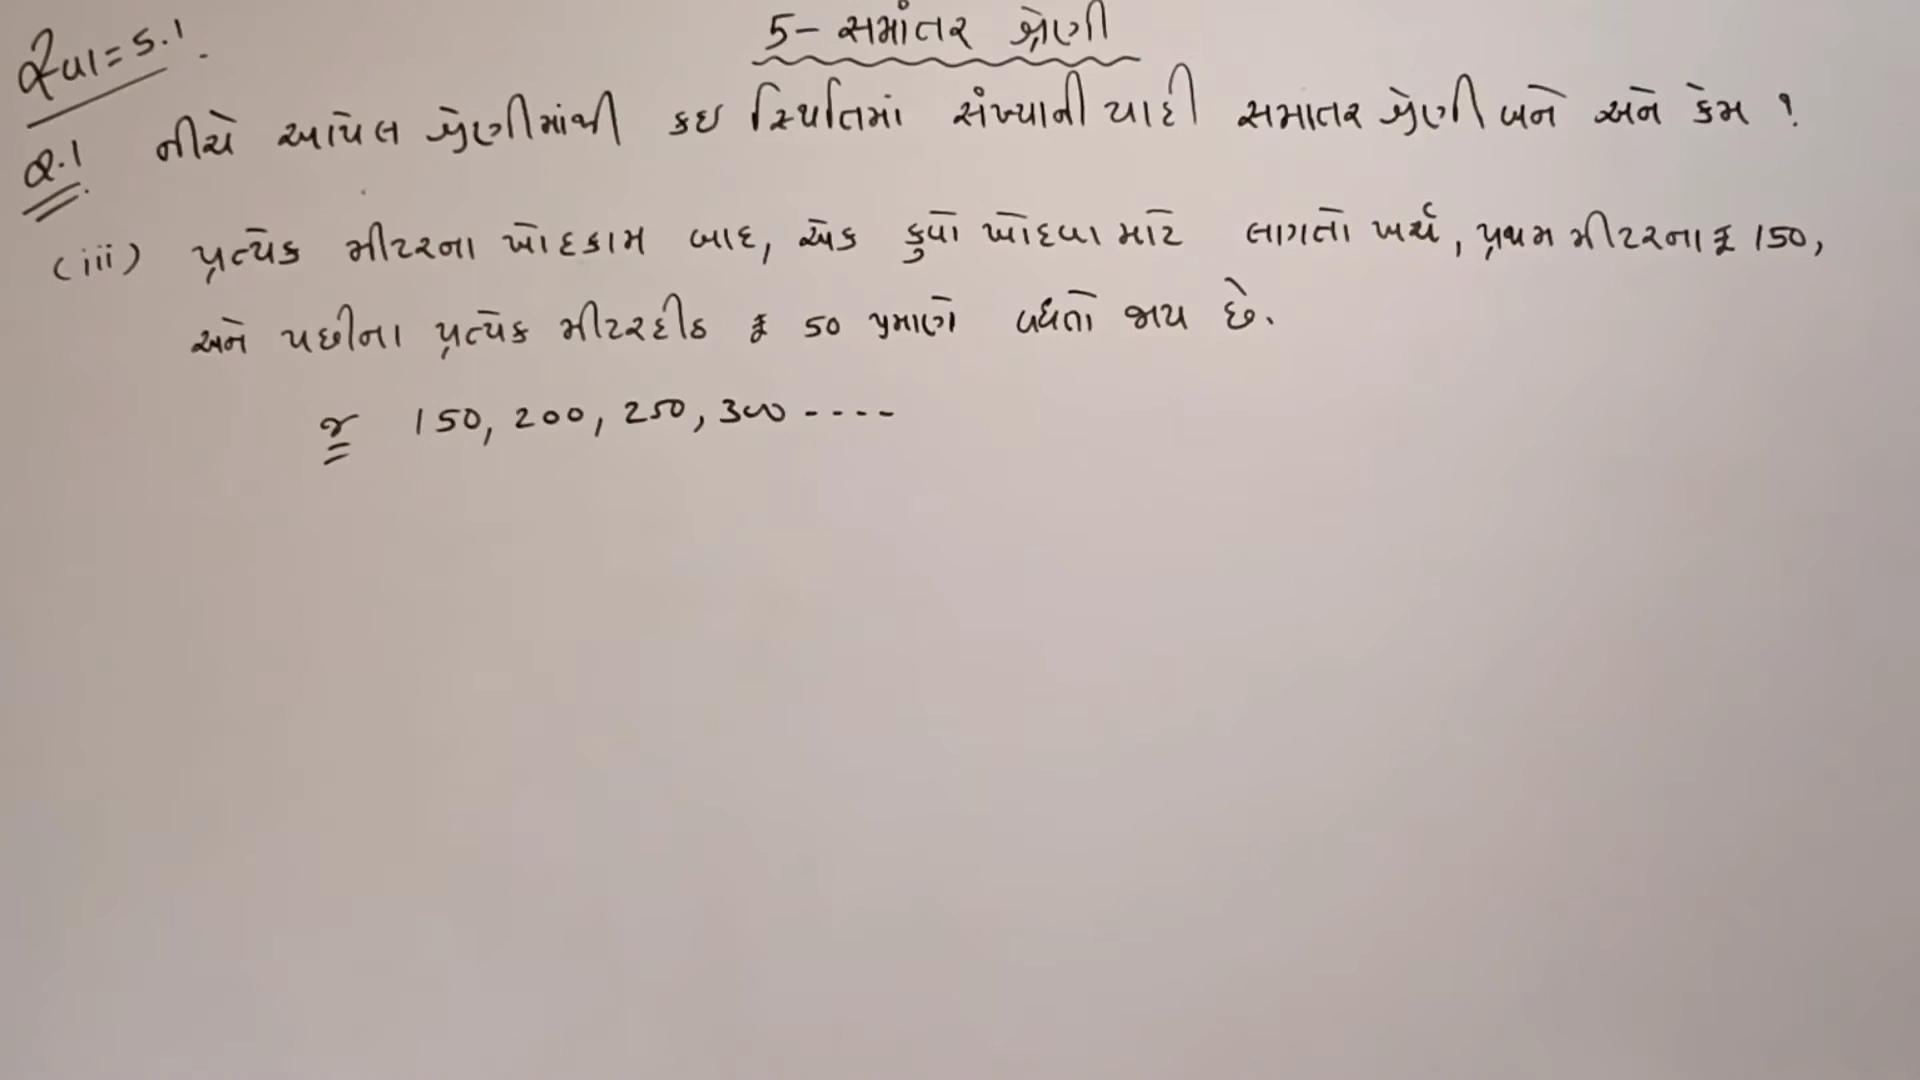 સ્વા = 5.1.
5- સમાંતર શ્રેણી
Q.1 નીચે આપેલ શ્રેણીમાંથી કઇ સ્થિતિમાં સંખ્યાની યાદી સમાતર શ્રેણી બને અને કેમ ?
(iii) પ્રત્યેક મીટરના ખોદકામ બાદ, એક કુવો ખોદવા માટે લાગતો ખર્ચ, પ્રથમ મીટરના રૂ 150,
અને પછીના પ્રત્યેક મીટરદીઠ રૂ 50 પ્રમાણે વધતો જાય છે.
જ 150, 200, 250, 300 ----